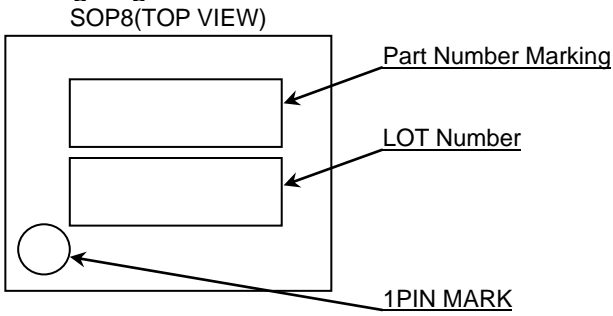 SOP8(TOP VIEW)
Part Number Marking
LOT Number
1PIN MARK